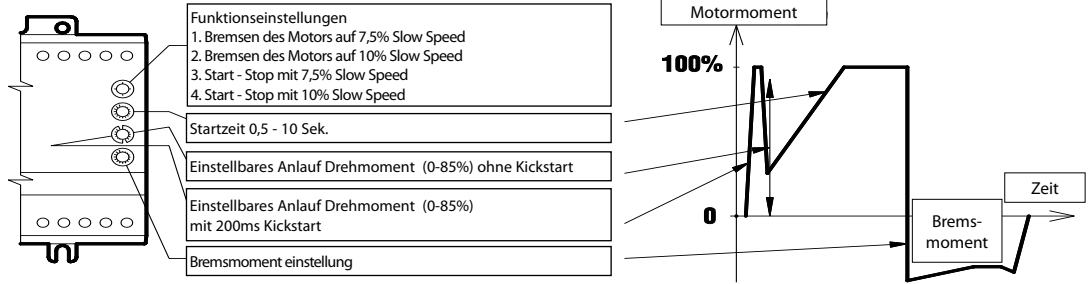 Funktionseinstellungen
1. Bremsen des Motors auf 7,5% Slow Speed
2. Bremsen des Motors auf 10% Slow Speed
3. Start - Stop mit 7,5% Slow Speed
4. Start - Stop mit 10% Slow Speed
Startzeit 0,5 - 10 Sek.
Einstellbares Anlauf Drehmoment (0-85%) ohne Kickstart
Einstellbares Anlauf Drehmoment (0-85%)
mit 200ms Kickstart
Bremsmoment einstellung
Motormoment
100%
0
Zeit
Brems-
moment